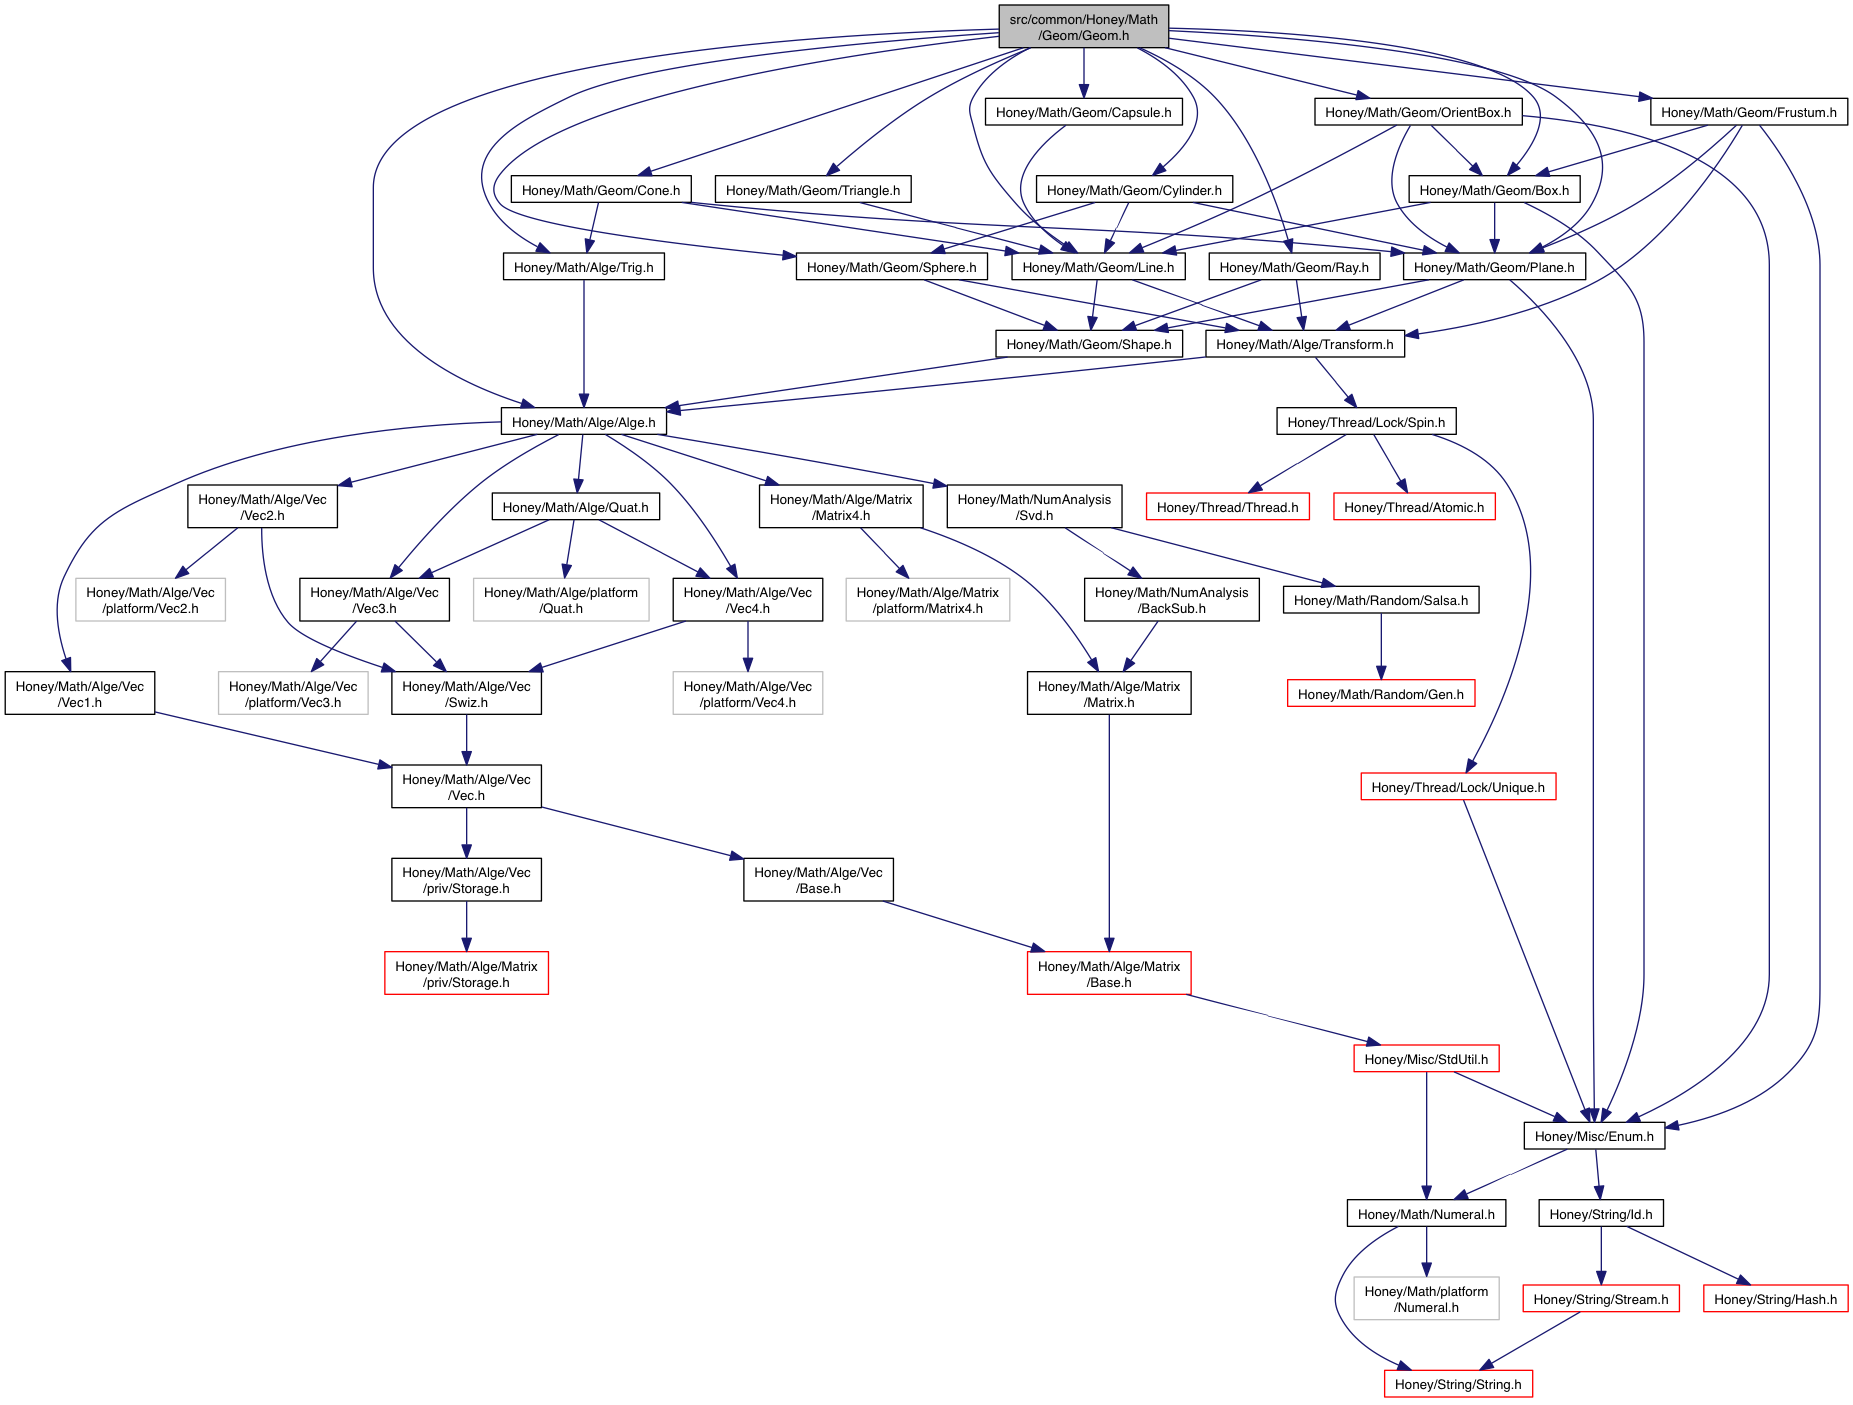 src/common/Honey/Math
/Geom/Geom.h
Honey/Math/Geom/Capsule.h
Honey/Math/Geom/OrientBox.h
Honey/Math/Geom/Frustum.h
Honey/Math/Geom/Cone.h
Honey/Math/Geom/Triangle.h
Honey/Math/Geom/Cylinder.h
Honey/Math/Geom/Box.h
Honey/Math/Alge/Trig.h
Honey/Math/Geom/Sphere.h
Honey/Math/Geom/Line.h
Honey/Math/Geom/Ray.h
Honey/Math/Geom/Plane.h
Honey/Math/Geom/Shape.h
Honey/Math/Alge/Transform.h
Honey/Math/Alge/Alge.h
Honey/Thread/Lock/Spin.h
Honey/Math/Alge/Vec
/Vec2.h
Honey/Math/Alge/Quat.h
Honey/Math/Alge/Matrix
/Matrix4.h
Honey/Math/NumAnalysis
/Svd.h
Honey/Thread/Thread.h
Honey/Thread/Atomic.h
Honey/Math/Alge/Vec
/platform/Vec2.h
Honey/Math/Alge/Vec
/Vec3.h
Honey/Math/Alge/platform
/Quat.h
Honey/Math/Alge/Vec
/Vec4.h
Honey/Math/Alge/Matrix
/platform/Matrix4.h
Honey/Math/NumAnalysis
/BackSub.h
Honey/Math/Random/Salsa.h
Honey/Math/Alge/Vec
/Vec1.h
Honey/Math/Alge/Vec
/platform/Vec3.h
Honey/Math/Alge/Vec
/Swiz.h
Honey/Math/Alge/Vec
/platform/Vec4.h
Honey/Math/Alge/Matrix
/Matrix.h
Honey/Math/Random/Gen.h
Honey/Math/Alge/Vec
/Vec.h
Honey/Thread/Lock/Unique.h
Honey/Math/Alge/Vec
/priv/Storage.h
Honey/Math/Alge/Vec
/Base.h
Honey/Math/Alge/Matrix
/priv/Storage.h
Honey/Math/Alge/Matrix
/Base.h
Honey/Misc/StdUtil.h
Honey/Misc/Enum.h
Honey/Math/Numeral.h
Honey/String/Id.h
Honey/Math/platform
/Numeral.h
Honey/String/Stream.h
Honey/String/Hash.h
Honey/String/String.h